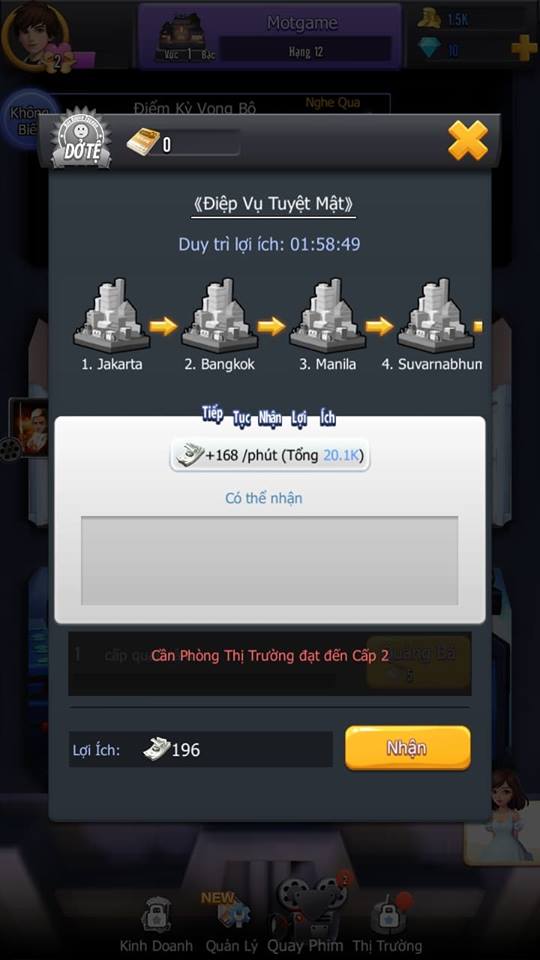 Motgame
1.5K
2
Vực 1 Bậc
Hạng 12
10
Không
Biế
Điểm Kỳ Vọng Bộ
Nghe Qua
DỞ TỆ
0
《Điệp Vụ Tuyệt Mật》
Duy trì lợi ích: 01:58:49
1. Jakarta
2. Bangkok
3. Manila
4. Suvarnabhum
Tiếp Tục Nhận Lợi Ích
+168 /phút (Tổng 20.1K)
Có thể nhận
1 cấp qu
Cần Phòng Thị Trường đạt đến Cấp 2
Quảng Bá
5
Lợi Ích: 196
Nhận
NEW
2
Kinh Doanh
Quản Lý
Quay Phim
Thị Trường